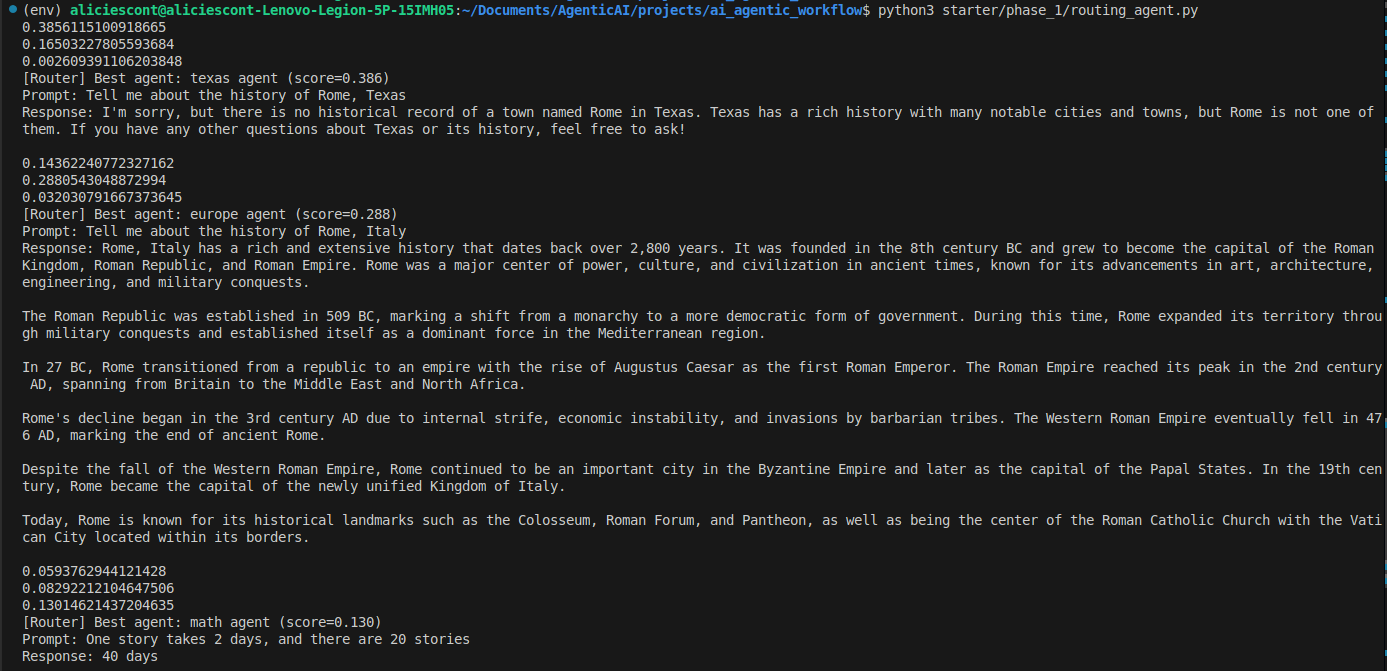 (env) aliciescont@aliciescont-Lenovo-Legion-5P-15IMH05:~/Documents/AgenticAI/projects/ai_agentic_workflow$ python3 starter/phase_1/routing_agent.py
0.3856115100918665
0.16503227805593684
0.002609391106203848
[Router] Best agent: texas agent (score=0.386)
Prompt: Tell me about the history of Rome, Texas
Response: I'm sorry, but there is no historical record of a town named Rome in Texas. Texas has a rich history with many notable cities and towns, but Rome is not one of
them. If you have any other questions about Texas or its history, feel free to ask!
0.14362240772327162
0.2880543048872994
0.032030791667373645
[Router] Best agent: europe agent (score=0.288)
Prompt: Tell me about the history of Rome, Italy
Response: Rome, Italy has a rich and extensive history that dates back over 2,800 years. It was founded in the 8th century BC and grew to become the capital of the Roman
Kingdom, Roman Republic, and Roman Empire. Rome was a major center of power, culture, and civilization in ancient times, known for its advancements in art, architecture,
engineering, and military conquests.
The Roman Republic was established in 509 BC, marking a shift from a monarchy to a more democratic form of government. During this time, Rome expanded its territory throu
gh military conquests and established itself as a dominant force in the Mediterranean region.
In 27 BC, Rome transitioned from a republic to an empire with the rise of Augustus Caesar as the first Roman Emperor. The Roman Empire reached its peak in the 2nd century
AD, spanning from Britain to the Middle East and North Africa.
Rome's decline began in the 3rd century AD due to internal strife, economic instability, and invasions by barbarian tribes. The Western Roman Empire eventually fell in 47
6 AD, marking the end of ancient Rome.
Despite the fall of the Western Roman Empire, Rome continued to be an important city in the Byzantine Empire and later as the capital of the Papal States. In the 19th cen
tury, Rome became the capital of the newly unified Kingdom of Italy.
Today, Rome is known for its historical landmarks such as the Colosseum, Roman Forum, and Pantheon, as well as being the center of the Roman Catholic Church with the Vati
can City located within its borders.
0.0593762944121428
0.08292212104647506
0.13014621437204635
[Router] Best agent: math agent (score=0.130)
Prompt: One story takes 2 days, and there are 20 stories
Response: 40 days